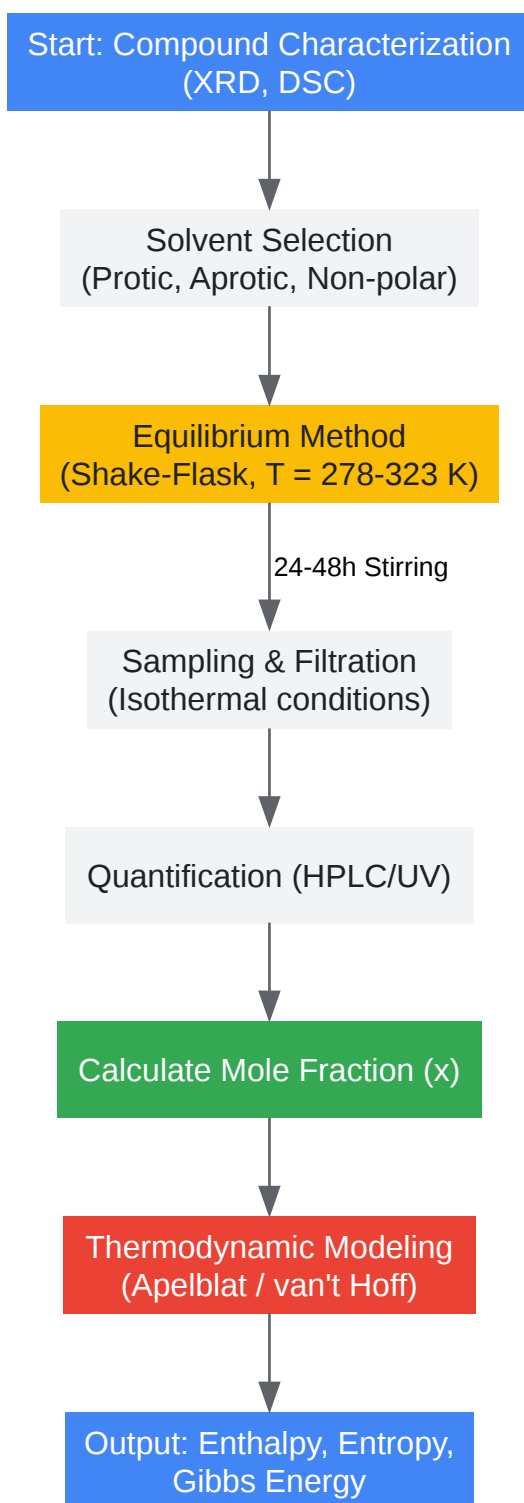 Start: Compound Characterization
(XRD, DSC)
Solvent Selection
(Protic, Aprotic, Non-polar)
Equilibrium Method
(Shake-Flask, T = 278-323 K)
24-48h Stirring
Sampling & Filtration
(Isothermal conditions)
Quantification (HPLC/UV)
Calculate Mole Fraction (x)
Thermodynamic Modeling
(Apelblat / van't Hoff)
Output: Enthalpy, Entropy,
Gibbs Energy